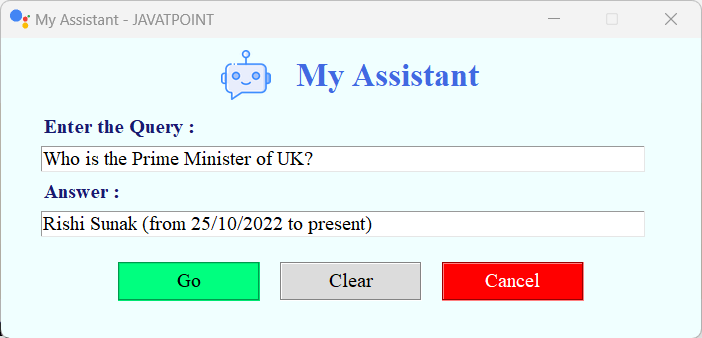 My Assistant - JAVATPOINT
My Assistant
Enter the Query :
Who is the Prime Minister of UK?
Answer :
Rishi Sunak (from 25/10/2022 to present)
Go Clear Cancel